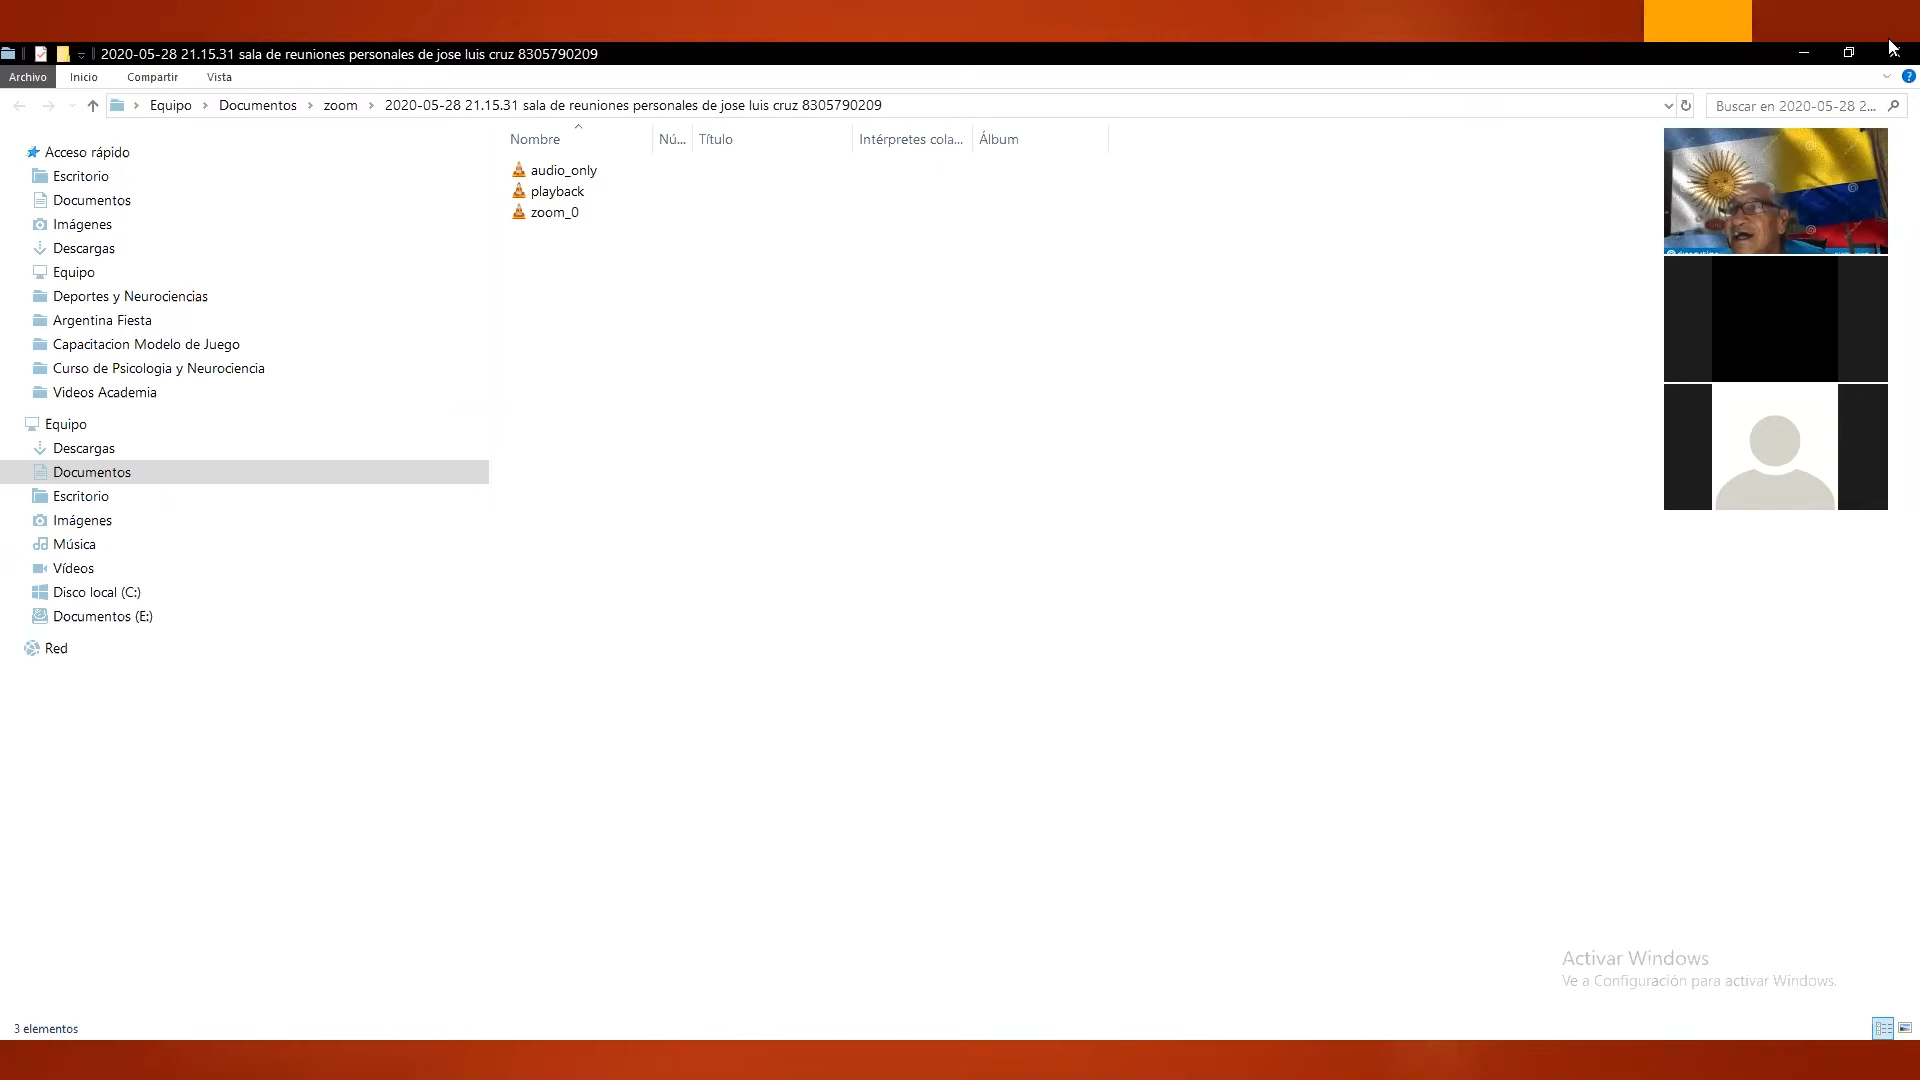 2020-05-28 21.15.31 sala de reuniones personales de jose luis cruz 8305790209
Archivo Inicio Compartir Vista
Equipo Documentos zoom 2020-05-28 21.15.31 sala de reuniones personales de jose luis cruz 8305790209
Buscar en 2020-05-28 2...
Nombre Nú... Título Intérpretes cola... Álbum
audio_only
playback
zoom_0
Acceso rápido
Escritorio
Documentos
Imágenes
Descargas
Equipo
Deportes y Neurociencias
Argentina Fiesta
Capacitacion Modelo de Juego
Curso de Psicologia y Neurociencia
Videos Academia
Equipo
Descargas
Documentos
Escritorio
Imágenes
Música
Vídeos
Disco local (C:)
Documentos (E:)
Red
Activar Windows
Ve a Configuración para activar Windows.
3 elementos